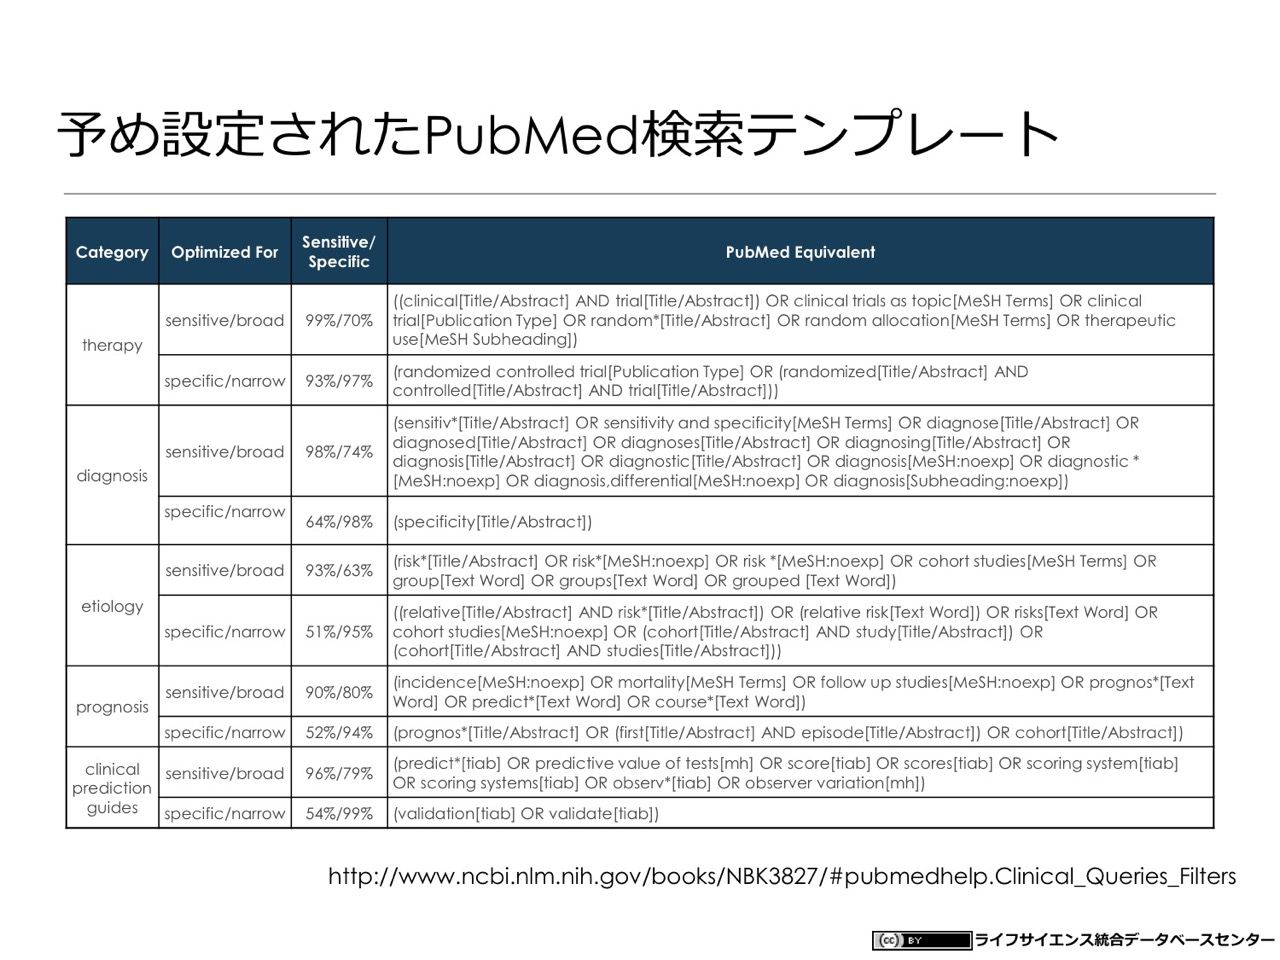 予め設定されたPubMed検索テンプレート
Category
Optimized For
Sensitive/
Specific
PubMed Equivalent
therapy
sensitive/broad
99%/70%
((clinical[Title/Abstract] AND trial[Title/Abstract]) OR clinical trials as topic[MeSH Terms] OR clinical
trial[Publication Type] OR random*[Title/Abstract] OR random allocation[MeSH Terms] OR therapeutic
use[MeSH Subheading])
specific/narrow
93%/97%
(randomized controlled trial[Publication Type] OR (randomized[Title/Abstract] AND
controlled[Title/Abstract] AND trial[Title/Abstract]))
diagnosis
sensitive/broad
98%/74%
(sensitiv*[Title/Abstract] OR sensitivity and specificity[MeSH Terms] OR diagnose[Title/Abstract] OR
diagnosed[Title/Abstract] OR diagnoses[Title/Abstract] OR diagnosing[Title/Abstract] OR
diagnosis[Title/Abstract] OR diagnostic[Title/Abstract] OR diagnosis[MeSH:noexp] OR diagnostic *
[MeSH:noexp] OR diagnosis,differential[MeSH:noexp] OR diagnosis[Subheading:noexp])
specific/narrow
64%/98%
(specificity[Title/Abstract])
etiology
sensitive/broad
93%/63%
(risk*[Title/Abstract] OR risk*[MeSH:noexp] OR risk *[MeSH:noexp] OR cohort studies[MeSH Terms] OR
group[Text Word] OR groups[Text Word] OR grouped [Text Word])
specific/narrow
51%/95%
((relative[Title/Abstract] AND risk*[Title/Abstract]) OR (relative risk[Text Word]) OR risks[Text Word] OR
cohort studies[MeSH:noexp] OR (cohort[Title/Abstract] AND study[Title/Abstract]) OR
(cohort[Title/Abstract] AND studies[Title/Abstract]))
prognosis
sensitive/broad
90%/80%
(incidence[MeSH:noexp] OR mortality[MeSH Terms] OR follow up studies[MeSH:noexp] OR prognos*[Text
Word] OR predict*[Text Word] OR course*[Text Word])
specific/narrow
52%/94%
(prognos*[Title/Abstract] OR (first[Title/Abstract] AND episode[Title/Abstract]) OR cohort[Title/Abstract])
clinical
prediction
guides
sensitive/broad
96%/79%
(predict*[tiab] OR predictive value of tests[mh] OR score[tiab] OR scores[tiab] OR scoring system[tiab]
OR scoring systems[tiab] OR observ*[tiab] OR observer variation[mh])
specific/narrow
54%/99%
(validation[tiab] OR validate[tiab])
http://www.ncbi.nlm.nih.gov/books/NBK3827/#pubmedhelp.Clinical_Queries_Filters
cc BY ライフサイエンス統合データベースセンター